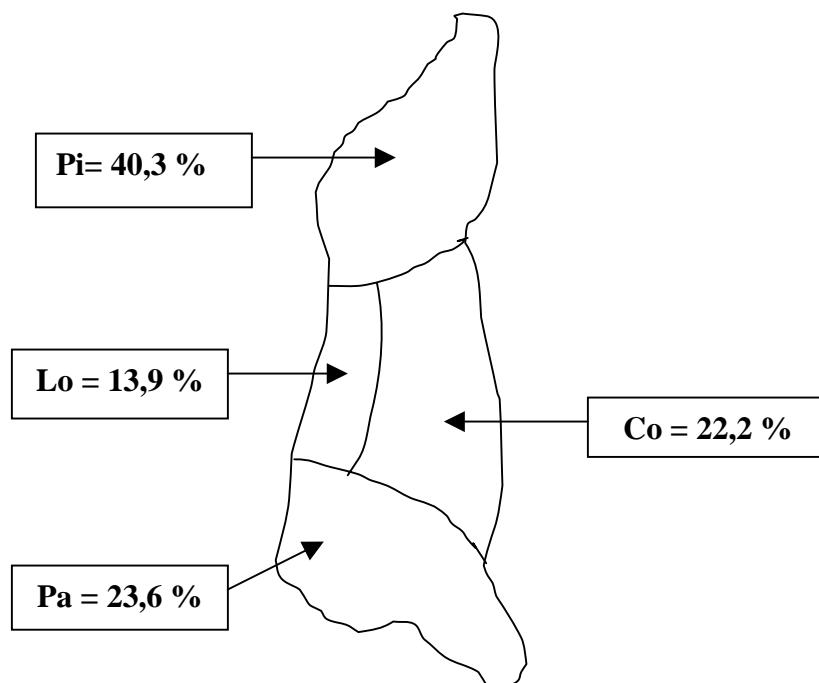 Pi= 40,3 %
Lo = 13,9 %
Co = 22,2 %
Pa = 23,6 %